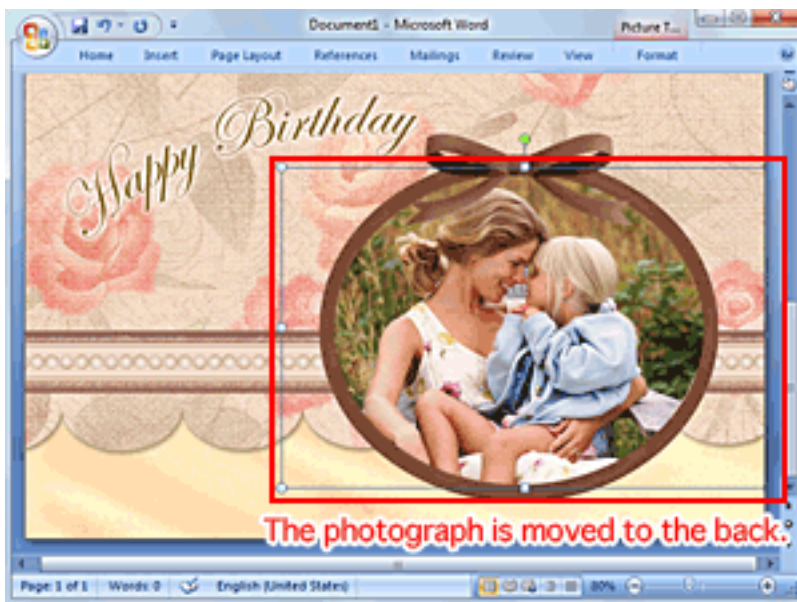 Document1 - Microsoft Word
Picture T...
Home Insert Page Layout References Mailings Review View Format
Happy Birthday
The photograph is moved to the back.
Page: 1 of 1 Words: 0 English (United States) 80%